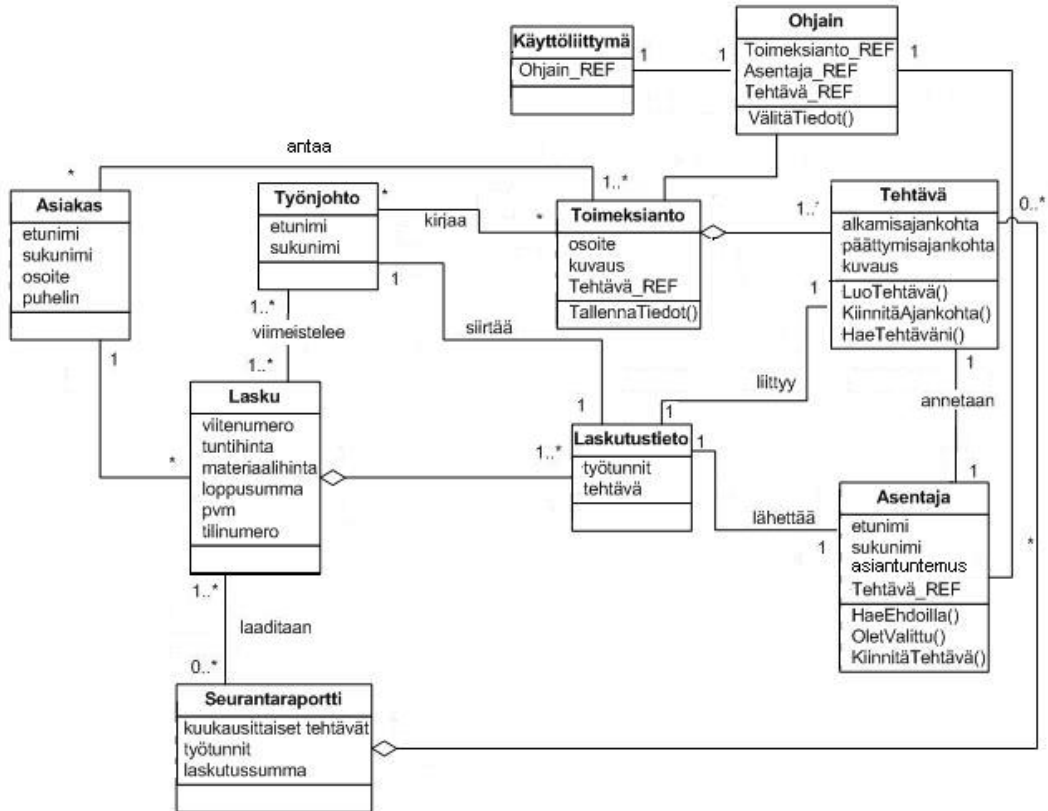 Käyttöliittymä
Ohjain_REF
1
1
Ohjain
Toimeksianto_REF
Asentaja_REF
Tehtävä_REF
VälitäTiedot()
1
antaa
*
1..*
Asiakas
etunimi
sukunimi
osoite
puhelin
1
*
Työnjohto
etunimi
sukunimi
*
kirjaa
*
1
siirtää
1
1..*
viimeistelee
1..*
Toimeksianto
osoite
kuvaus
Tehtävä_REF
TallennaTiedot()
1..*
Tehtävä
alkamisajankohta
päättymisajankohta
kuvaus
LuoTehtävä()
KiinnitäAjankohta()
HaeTehtäväni()
0..*
1
liittyy
1
1
annetaan
1
Lasku
viitenumero
tuntihinta
materiaalihinta
loppusumma
pvm
tilinumero
1..*
Laskutustieto
työtunnit
tehtävä
1
lähettää
1
Asentaja
etunimi
sukunimi
asiantuntemus
Tehtävä_REF
HaeEhdoilla()
OletValittu()
KiinnitäTehtävä()
*
1..*
laaditaan
0..*
Seurantaraportti
kuukausittaiset tehtävät
työtunnit
laskutussumma